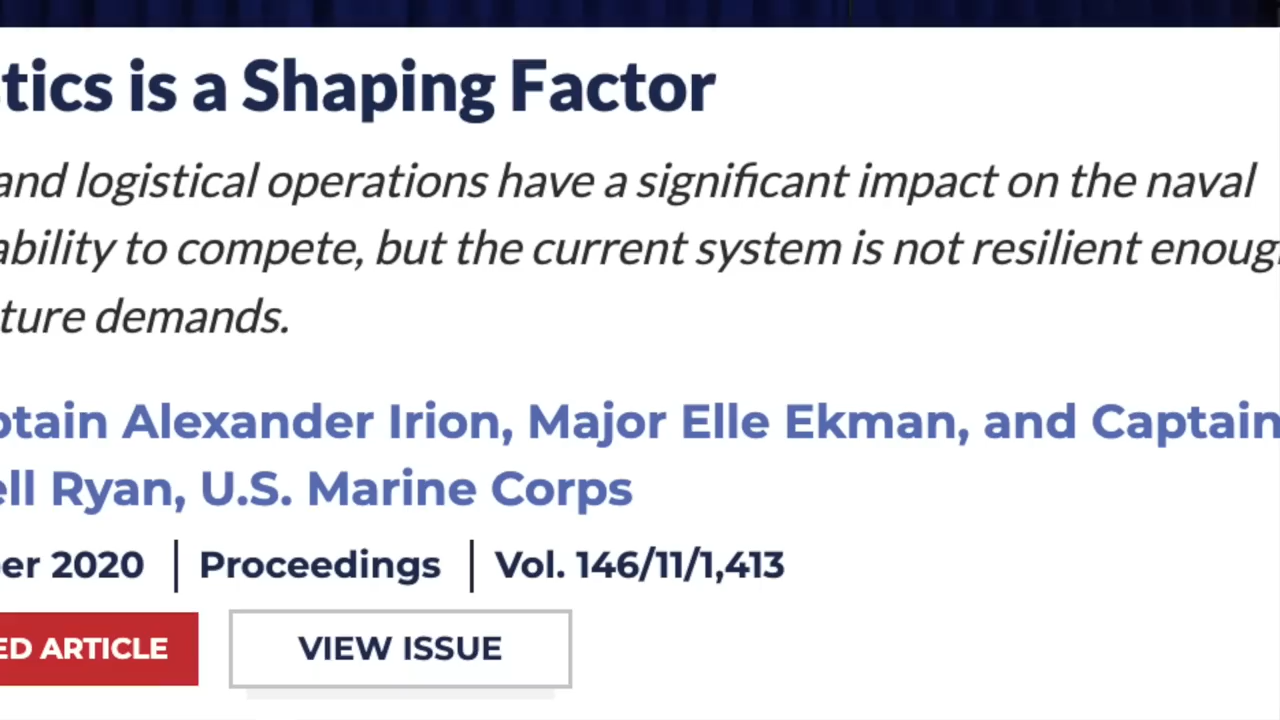 tics is a Shaping Factor
and logistical operations have a significant impact on the naval
ability to compete, but the current system is not resilient enoug
ture demands.
ptain Alexander Irion, Major Elle Ekman, and Captain
ell Ryan, U.S. Marine Corps
er 2020 | Proceedings | Vol. 146/11/1,413
ED ARTICLE VIEW ISSUE